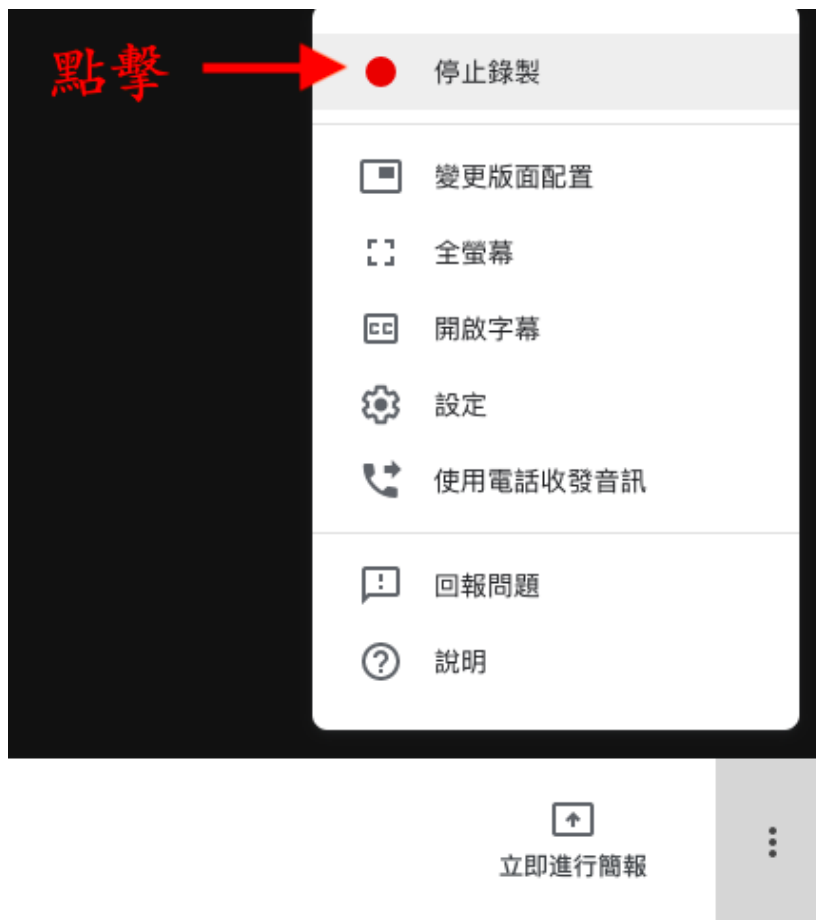 點擊
停止錄製
變更版面配置
全螢幕
開啟字幕
設定
使用電話收發音訊
回報問題
說明
立即進行簡報